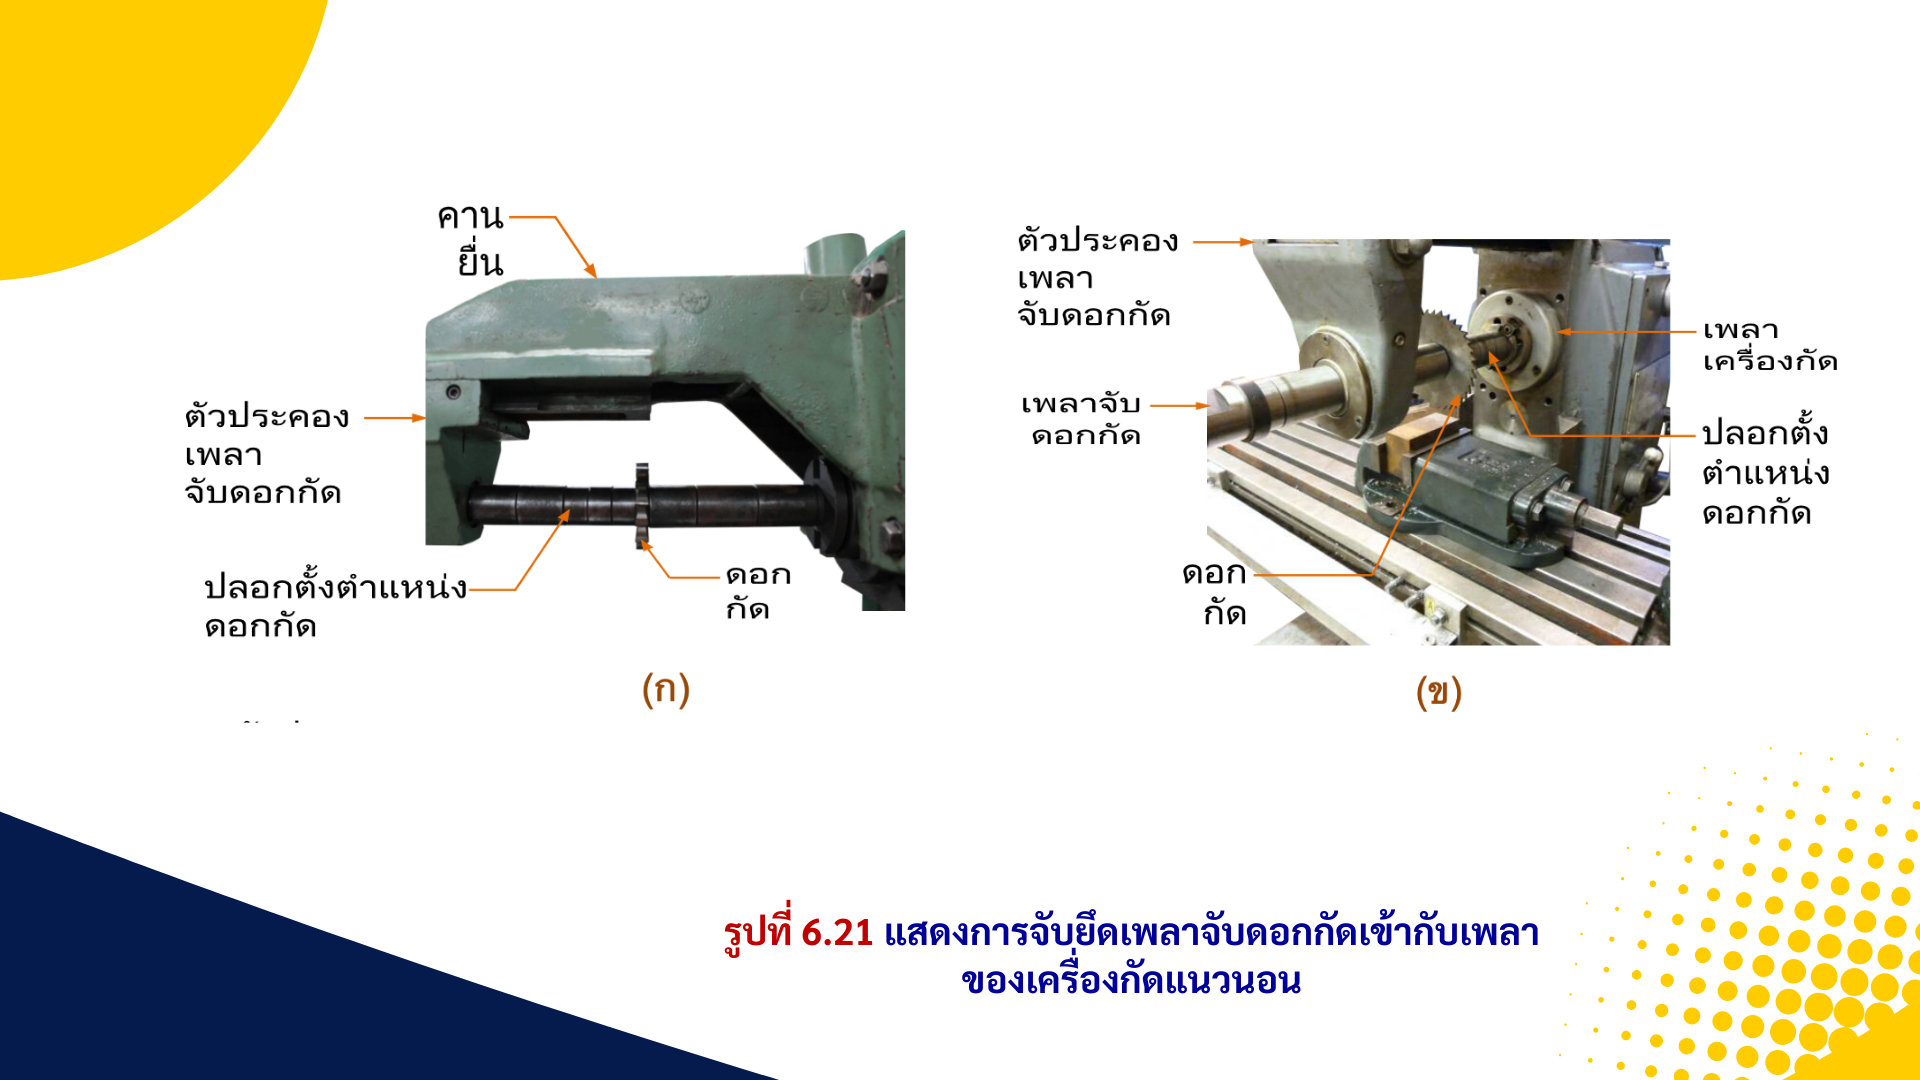 คาน
ยื่น
ตัวประคอง
เพลา
จับดอกกัด
ปลอกตั้งตำแหน่ง
ดอกกัด
ดอก
กัด
(ก)
ตัวประคอง
เพลา
จับดอกกัด
เพลาจับ
ดอกกัด
ดอก
กัด
เพลา
เครื่องกัด
ปลอกตั้ง
ตำแหน่ง
ดอกกัด
(ข)
รูปที่ 6.21 แสดงการจับยึดเพลาจับดอกกัดเข้ากับเพลา
ของเครื่องกัดแนวนอน